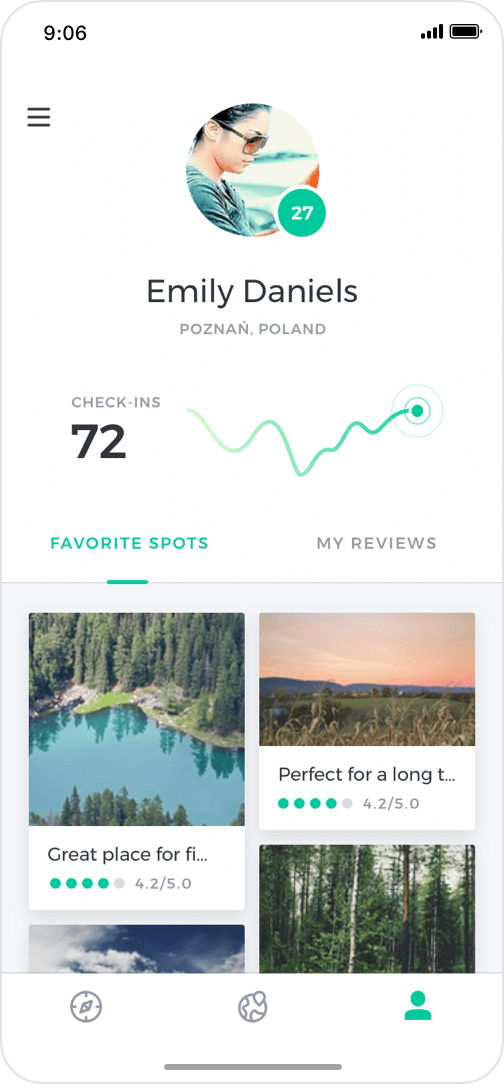 9:06
27
Emily Daniels
POZNAŃ, POLAND
CHECK-INS
72
FAVORITE SPOTS
MY REVIEWS
Great place for fi...
4.2/5.0
Perfect for a long t...
4.2/5.0